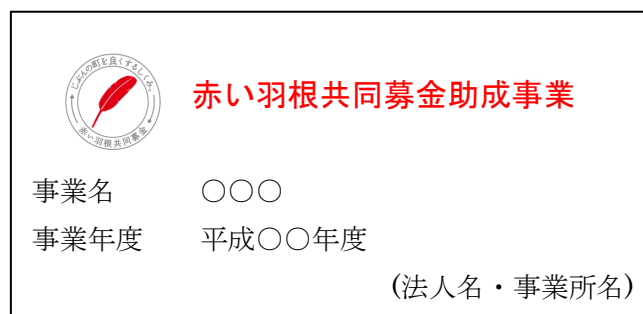 じぶんの町を良くするしくみ。
赤い羽根共同募金
赤い羽根共同募金助成事業
事業名　　〇〇〇
事業年度　平成〇〇年度
(法人名・事業所名)